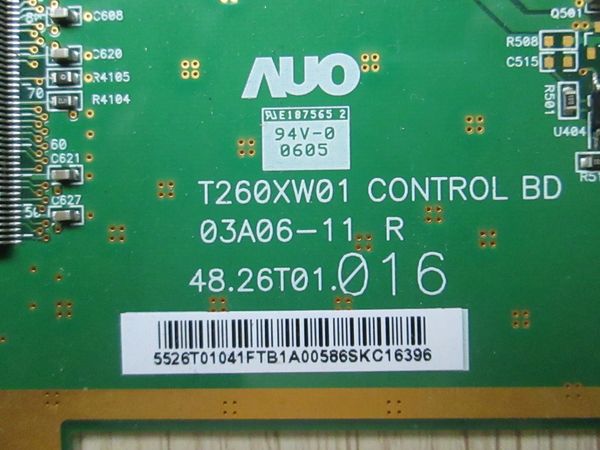 C608
Q501
C620
R508
R4105
C515
70
R4104
R501
AUO
E187565 2
94V-0
0605
U404
60
C621
R51
C627
T260XW01 CONTROL BD
03A06-11 R
48.26T01.016
5526T01041FTB1A00586SKC16396